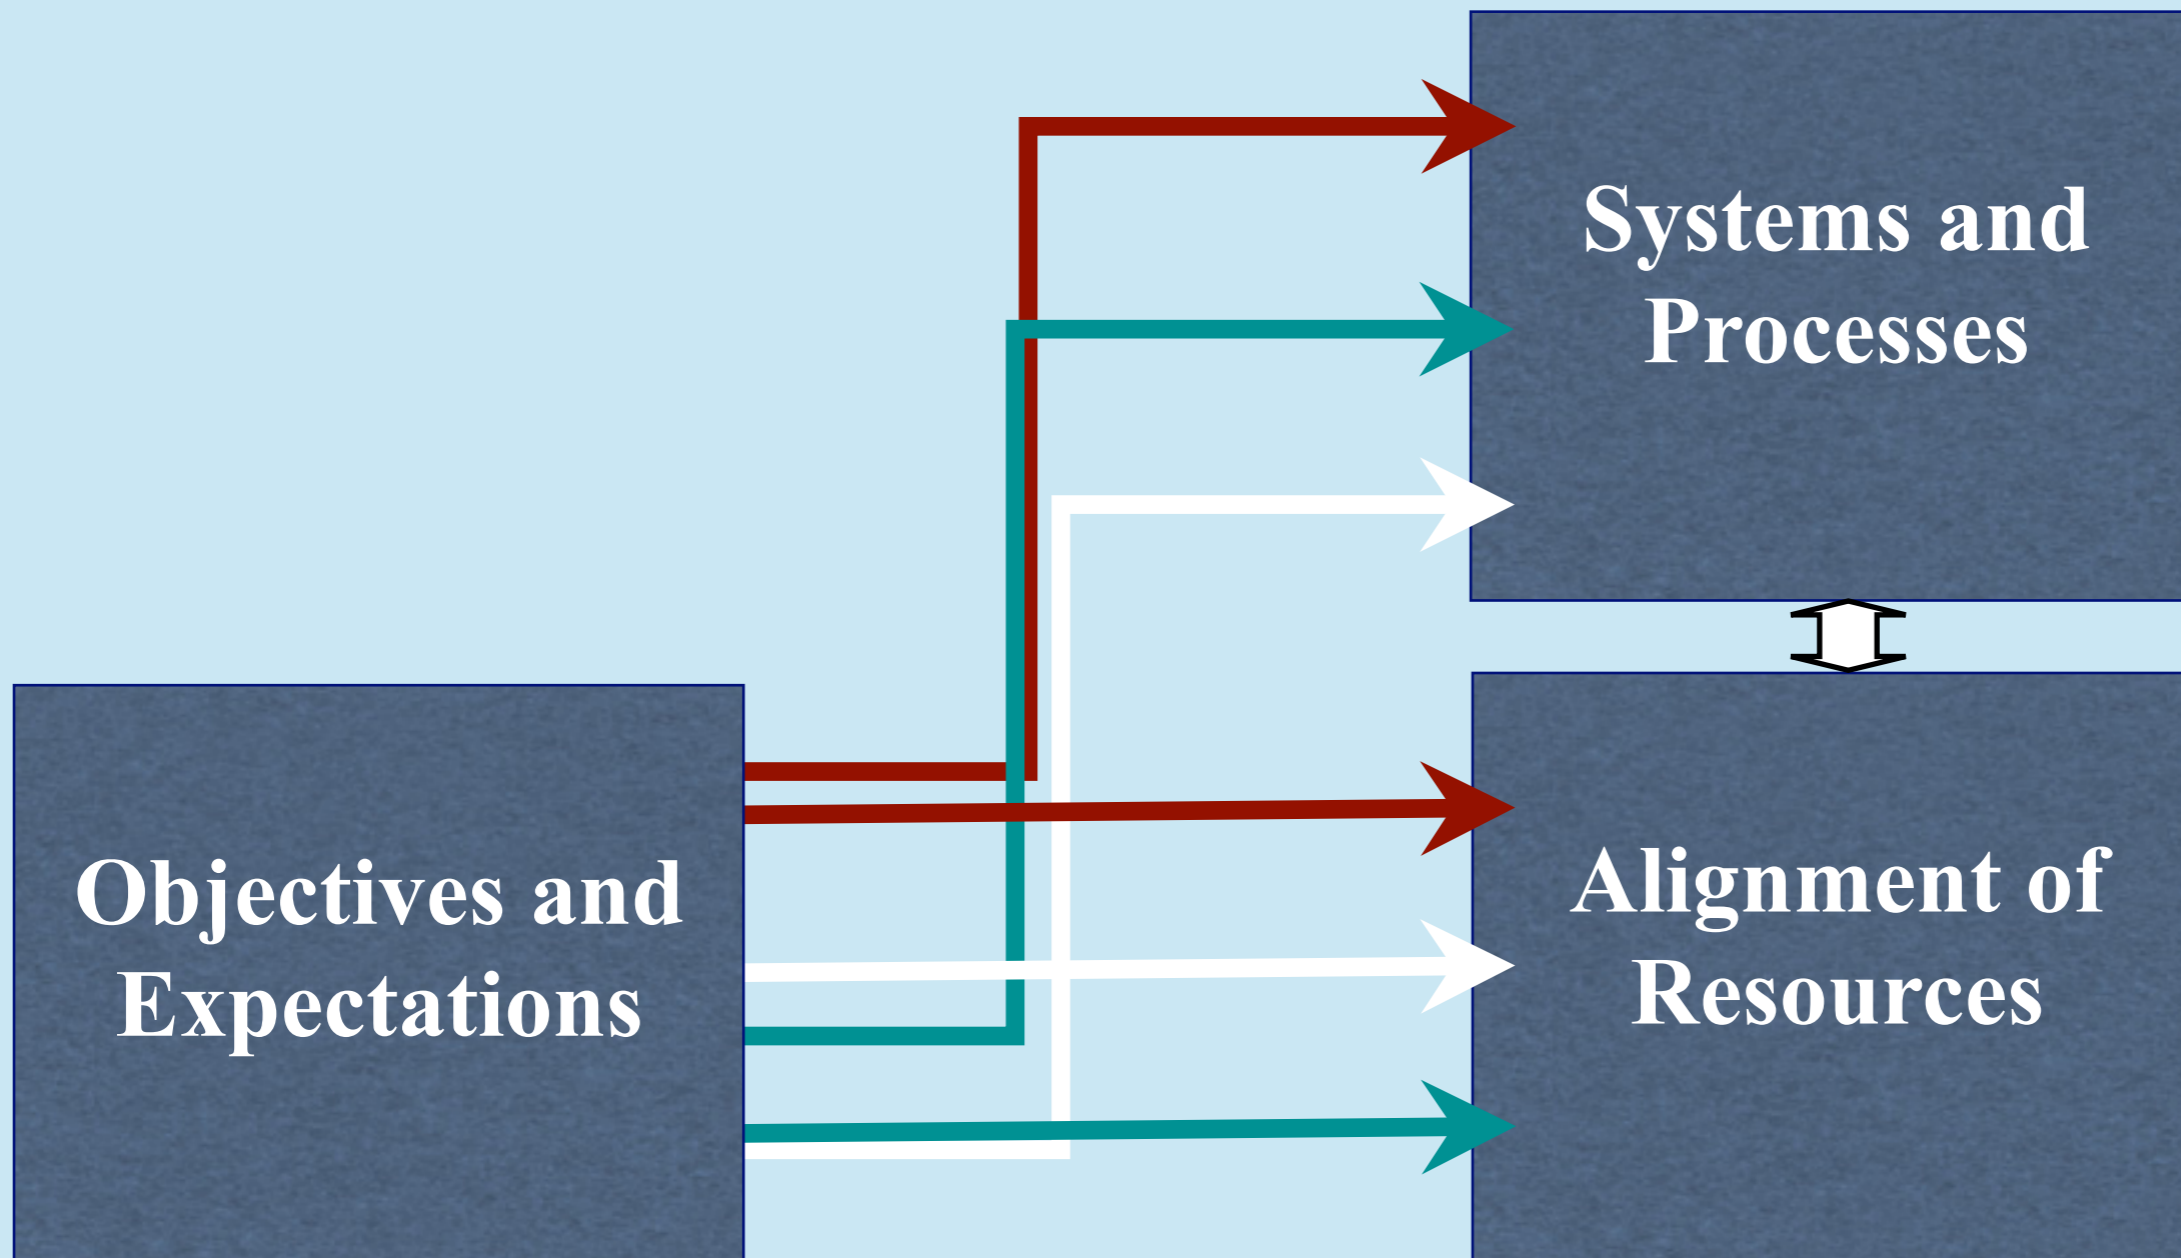 Systems and
Processes
Objectives and
Expectations
Alignment of
Resources